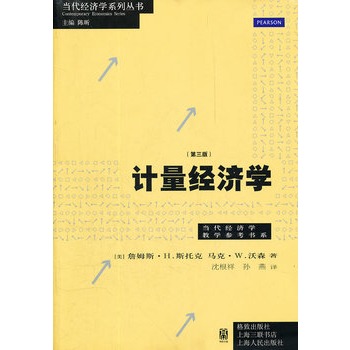 当代经济学系列丛书
Contemporary Economics Series
主编 陈昕
PEARSON
(第三版)
计量经济学
当代经济学
教学参考书系
[美] 詹姆斯·H.斯托克 马克·W.沃森 著
沈根祥 孙燕 译
格致出版社
上海三联书店
上海人民出版社